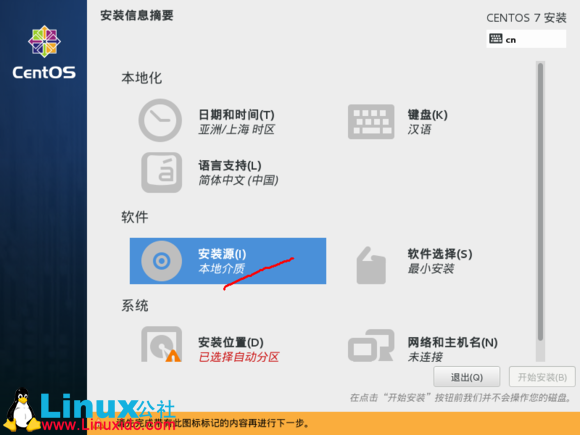 安装信息摘要
CENTOS 7 安装
cn
CentOS
本地化
日期和时间(T)
亚洲/上海 时区
键盘(K)
汉语
语言支持(L)
简体中文 (中国)
软件
安装源(I)
本地介质
软件选择(S)
最小安装
系统
安装位置(D)
已选择自动分区
网络和主机名(N)
未连接
退出(Q)
开始安装(B)
在点击“开始安装”按钮前我们并不会操作您的磁盘。
Linux公社
www.Linuxidc.com
请先完成带有此图标标记的内容再进行下一步。